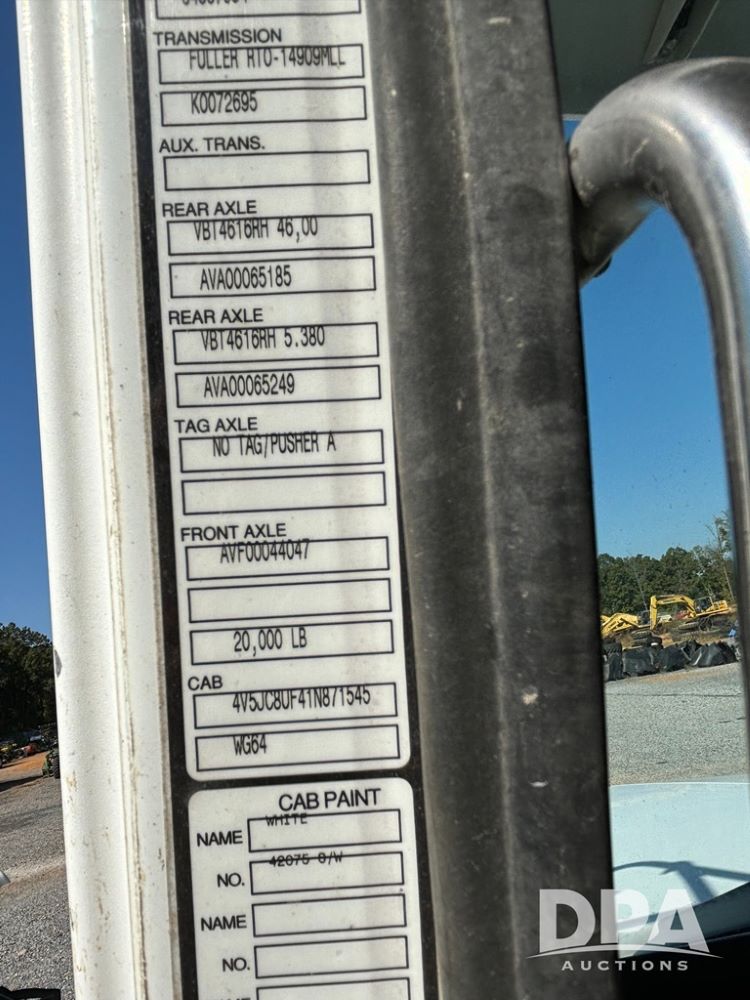 TRANSMISSION
FULLER RTO-14909MLL
K0072695
AUX. TRANS.
REAR AXLE
VBT4616RH 46,00
AVA00065185
REAR AXLE
VBT4616RH 5.380
AVA00065249
TAG AXLE
NO TAG/PUSHER A
FRONT AXLE
AVF00044047
20,000 LB
CAB
4V5JC8UF41N871545
WG64
CAB PAINT
NAME WHITE
NO. 42075 O/W
NAME
NO.
DPA
AUCTIONS